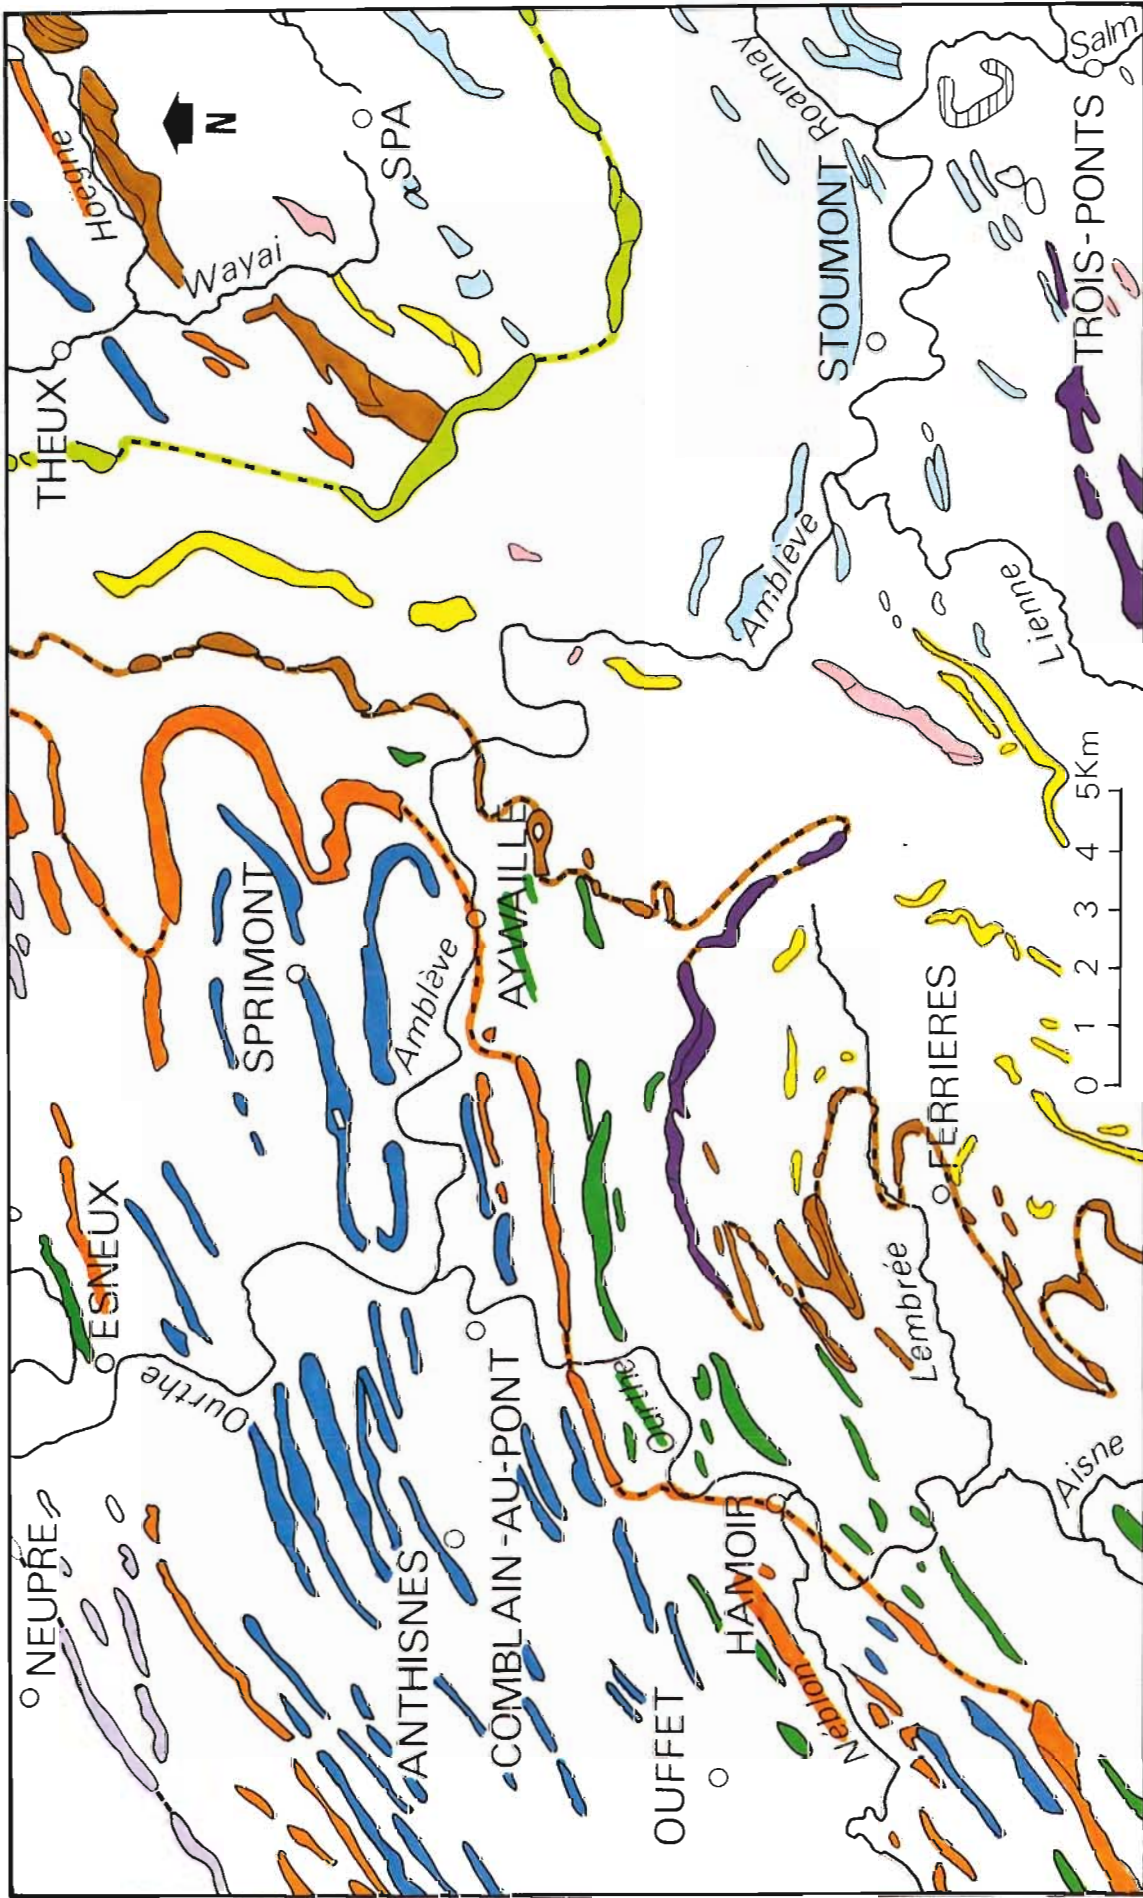 NEUPRE
ESNEUX
THEUX
Hoëgne
Ourthe
Wayai
N
SPRIMONT
SPA
ANTHISNES
Amblève
COMBLAIN-AU-PONT
AYWAILLE
Ourthe
OUFFET
HAMOIR
Néblon
Amblève
Roannay
STOUMONT
Lembrée
FERRIERES
Lienne
Aisne
0 1 2 3 4 5Km
TROIS-PONTS
Salm